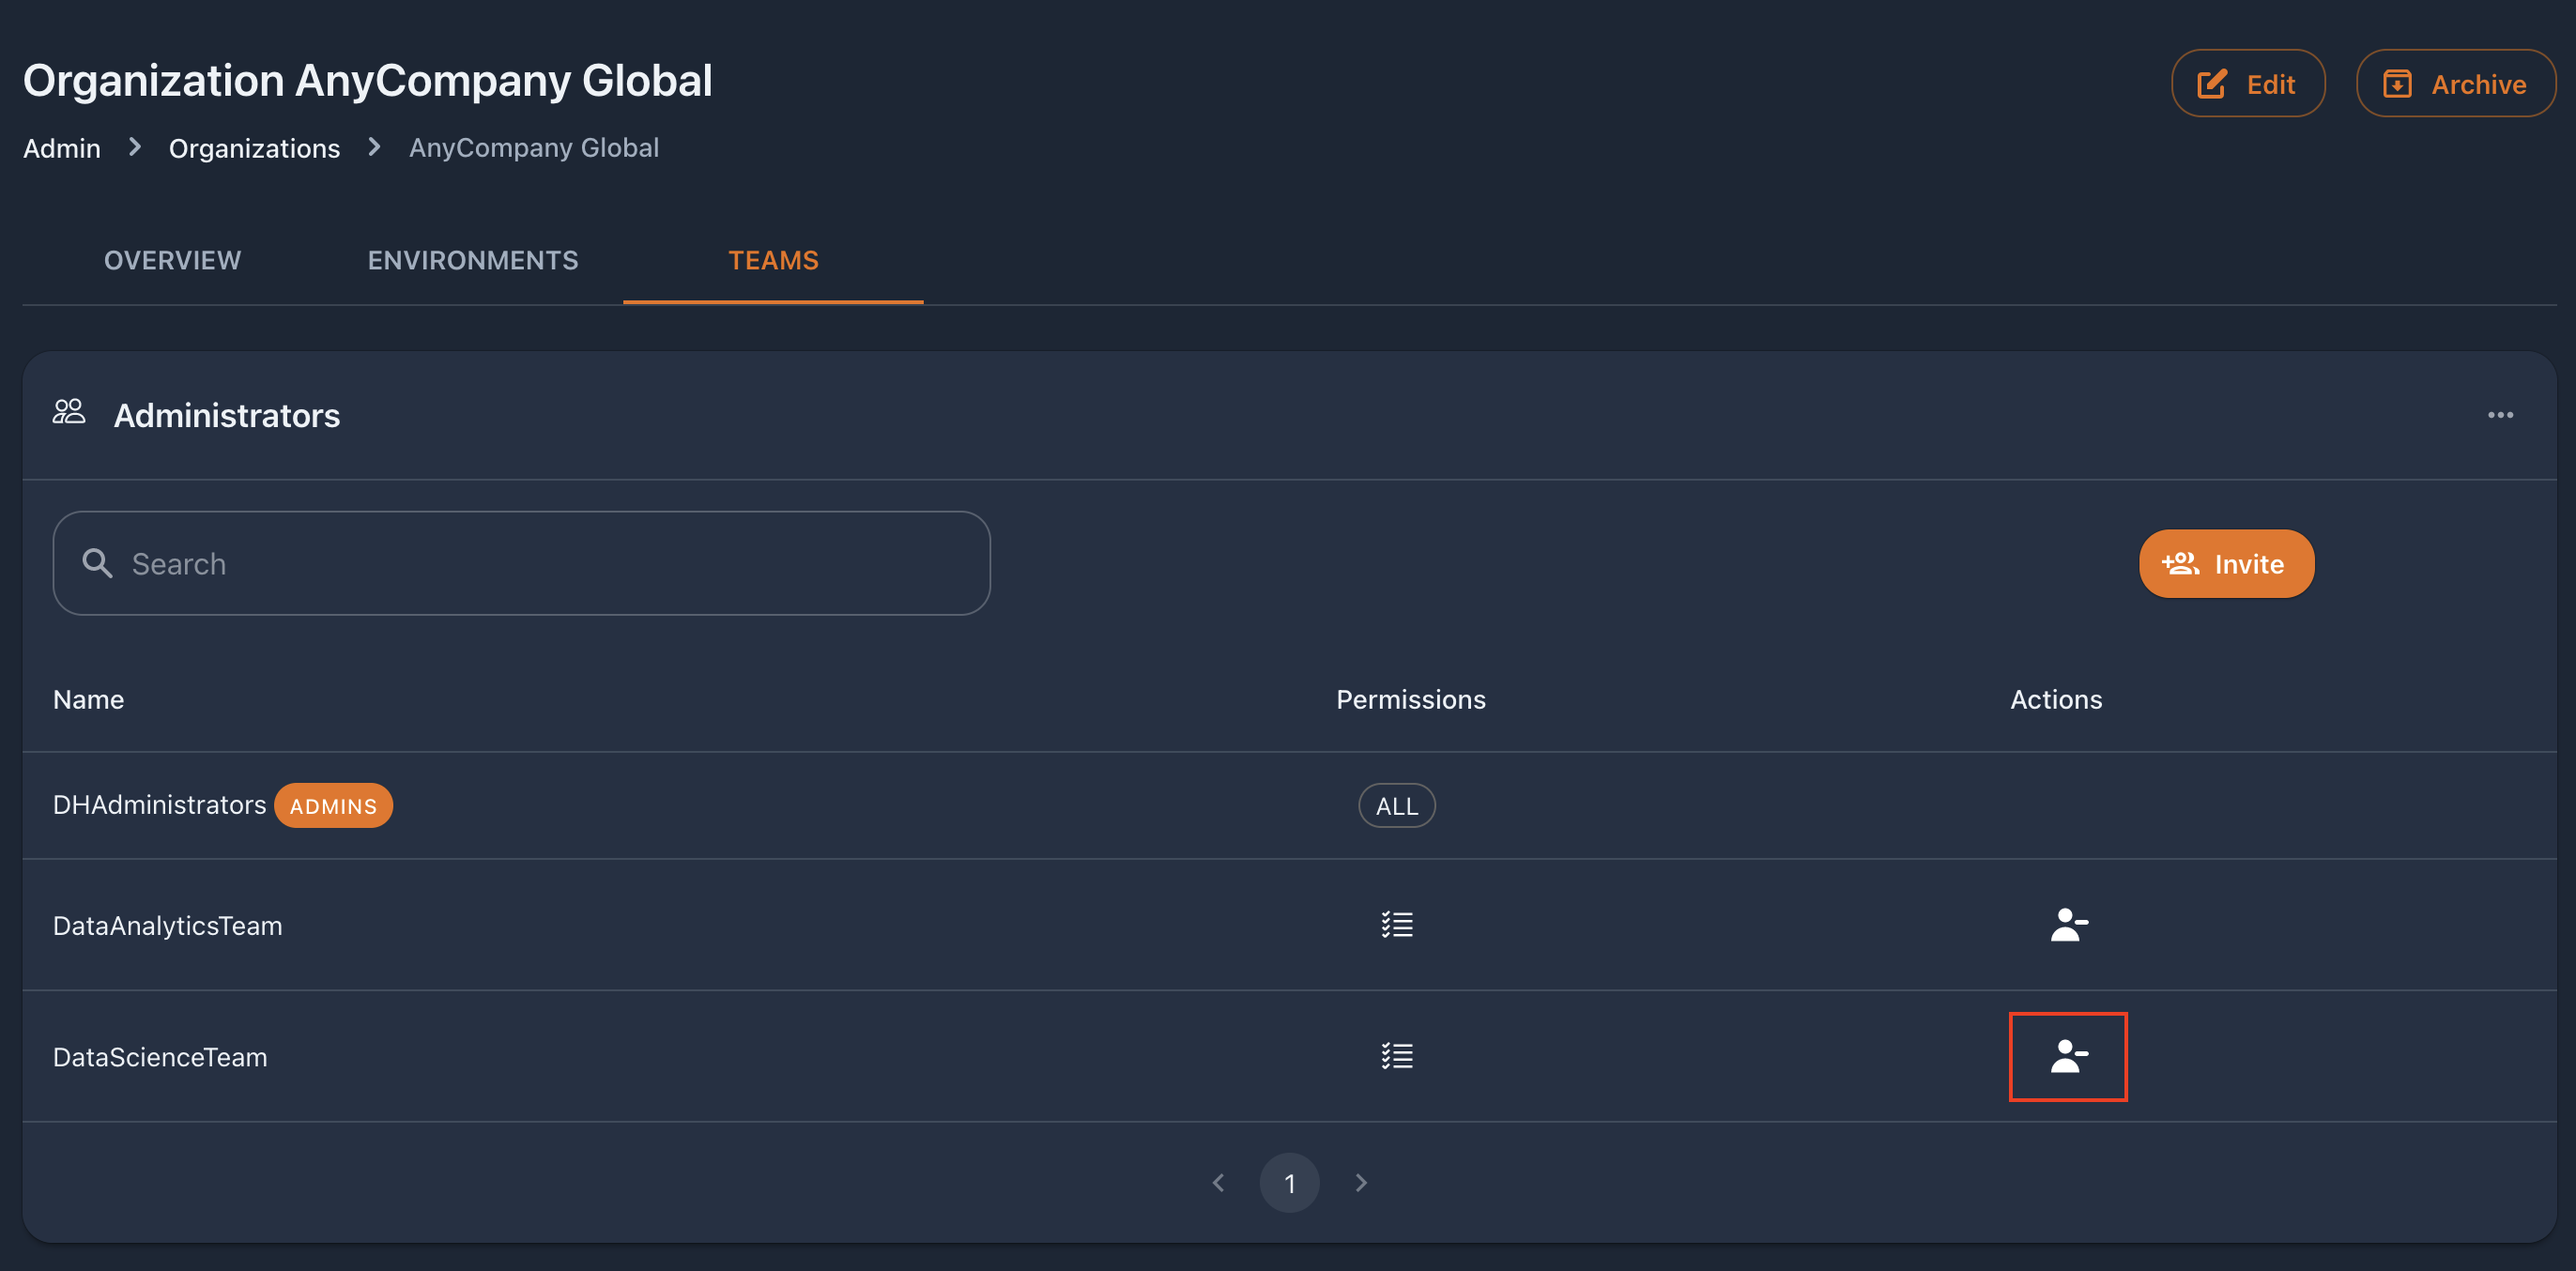 Organization AnyCompany Global
Edit
Archive
Admin > Organizations > AnyCompany Global
OVERVIEW ENVIRONMENTS TEAMS
Administrators
Search
Invite
Name Permissions Actions
DHAdministrators ADMINS ALL
DataAnalyticsTeam
DataScienceTeam
1